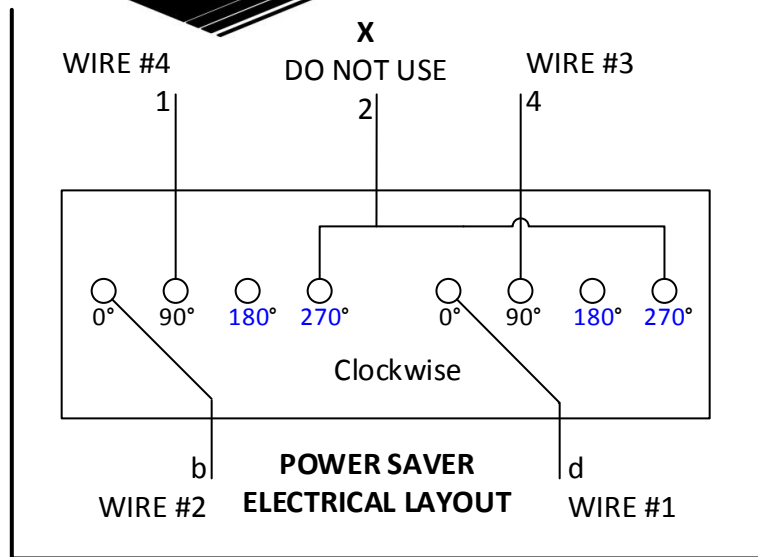 X
WIRE #4 DO NOT USE WIRE #3
1 2 4
0° 90° 180° 270° 0° 90° 180° 270°
Clockwise
b POWER SAVER d
WIRE #2 ELECTRICAL LAYOUT WIRE #1